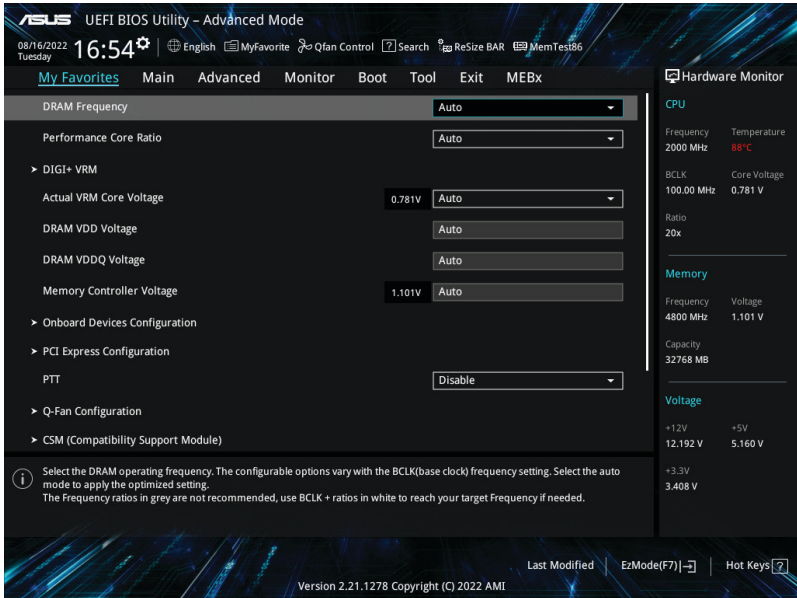 ASUS UEFI BIOS Utility – Advanced Mode
08/16/2022
Tuesday
16:54
English MyFavorite Qfan Control ? Search ReSize BAR MemTest86
My Favorites Main Advanced Monitor Boot Tool Exit MEBx
DRAM Frequency Auto
Performance Core Ratio Auto
> DIGI+ VRM
Actual VRM Core Voltage 0.781V Auto
DRAM VDD Voltage Auto
DRAM VDDQ Voltage Auto
Memory Controller Voltage 1.101V Auto
> Onboard Devices Configuration
> PCI Express Configuration
PTT Disable
> Q-Fan Configuration
> CSM (Compatibility Support Module)
i
Select the DRAM operating frequency. The configurable options vary with the BCLK(base clock) frequency setting. Select the auto
mode to apply the optimized setting.
The Frequency ratios in grey are not recommended, use BCLK + ratios in white to reach your target Frequency if needed.
Hardware Monitor
CPU
Frequency Temperature
2000 MHz 88°C
BCLK Core Voltage
100.00 MHz 0.781 V
Ratio
20x
Memory
Frequency Voltage
4800 MHz 1.101 V
Capacity
32768 MB
Voltage
+12V +5V
12.192 V 5.160 V
+3.3V
3.408 V
Last Modified EzMode(F7) Hot Keys ?
Version 2.21.1278 Copyright (C) 2022 AMI